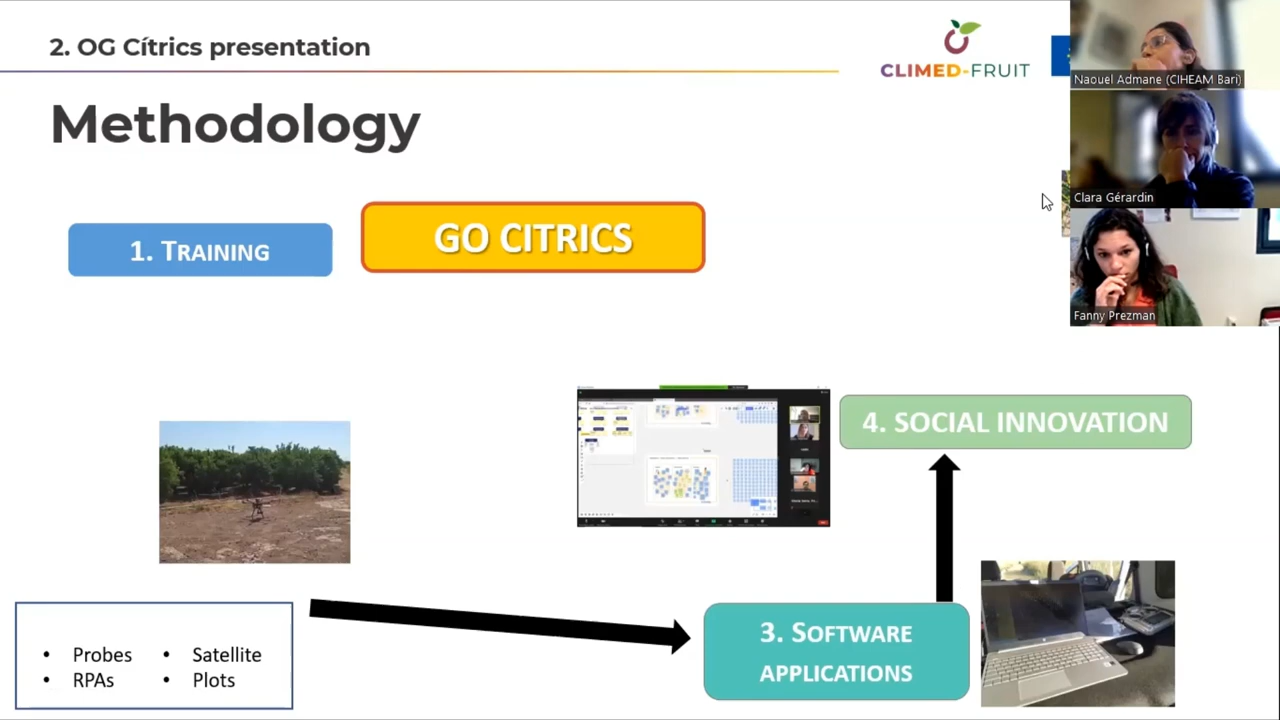 2. OG Cítrics presentation
CLIMED-FRUIT
Naouel Admane (CIHEAM Bari)
Methodology
Clara Gérardin
1. TRAINING
GO CITRICS
Fanny Prezman
4. SOCIAL INNOVATION
3. SOFTWARE
APPLICATIONS
• Probes • Satellite
• RPAs • Plots